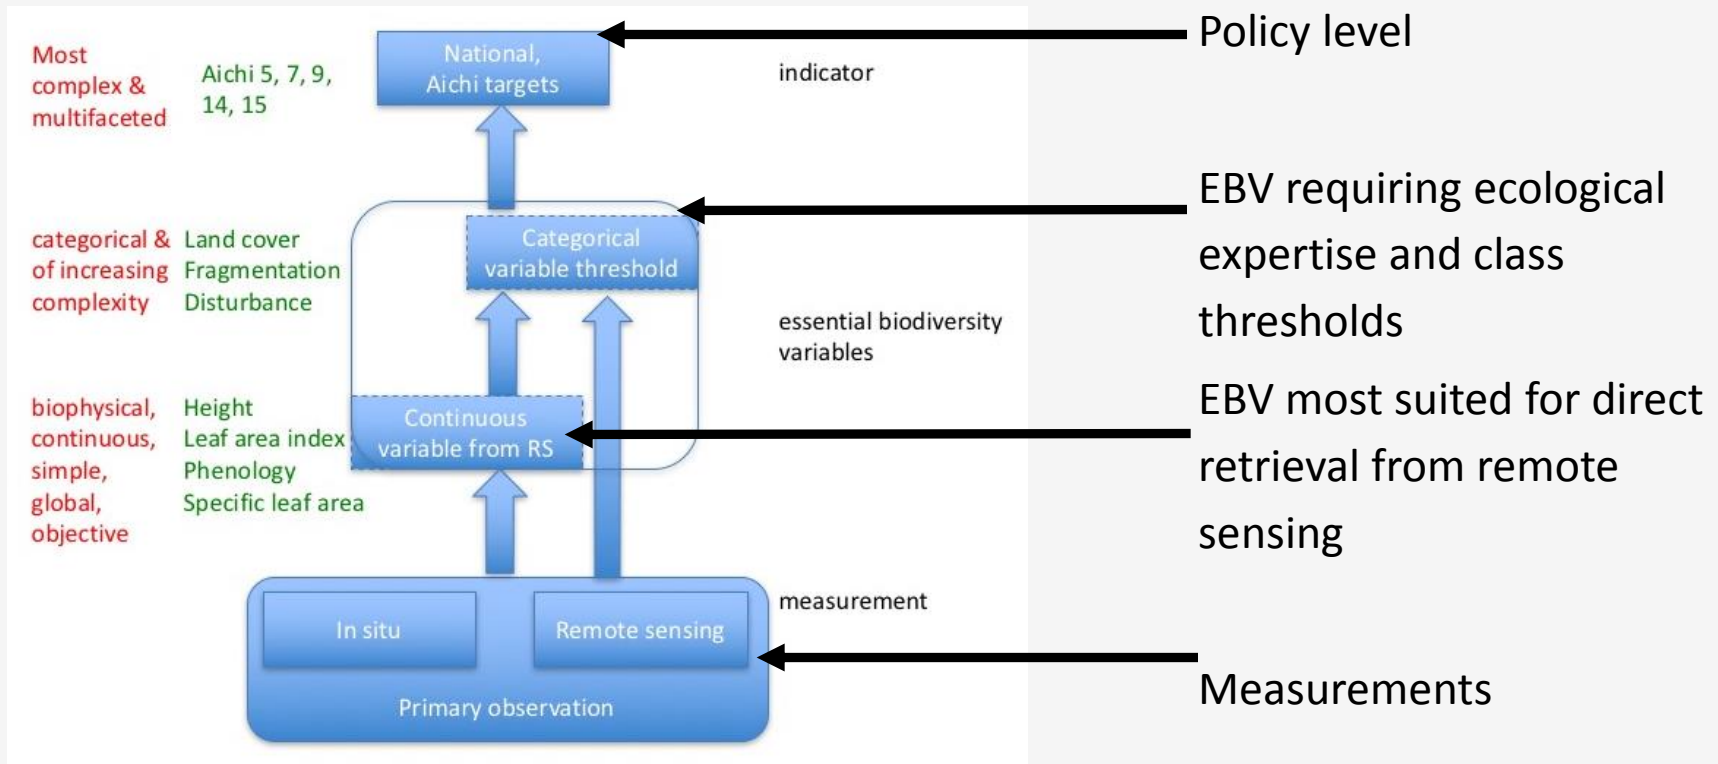 Most
complex &
multifaceted
Aichi 5, 7, 9,
14, 15
National,
Aichi targets
indicator
Policy level
categorical &
of increasing
complexity
Land cover
Fragmentation
Disturbance
Categorical
variable threshold
essential biodiversity
variables
EBV requiring ecological
expertise and class
thresholds
biophysical,
continuous,
simple,
global,
objective
Height
Leaf area index
Phenology
Specific leaf area
Continuous
variable from RS
EBV most suited for direct
retrieval from remote
sensing
In situ
Remote sensing
Primary observation
measurement
Measurements